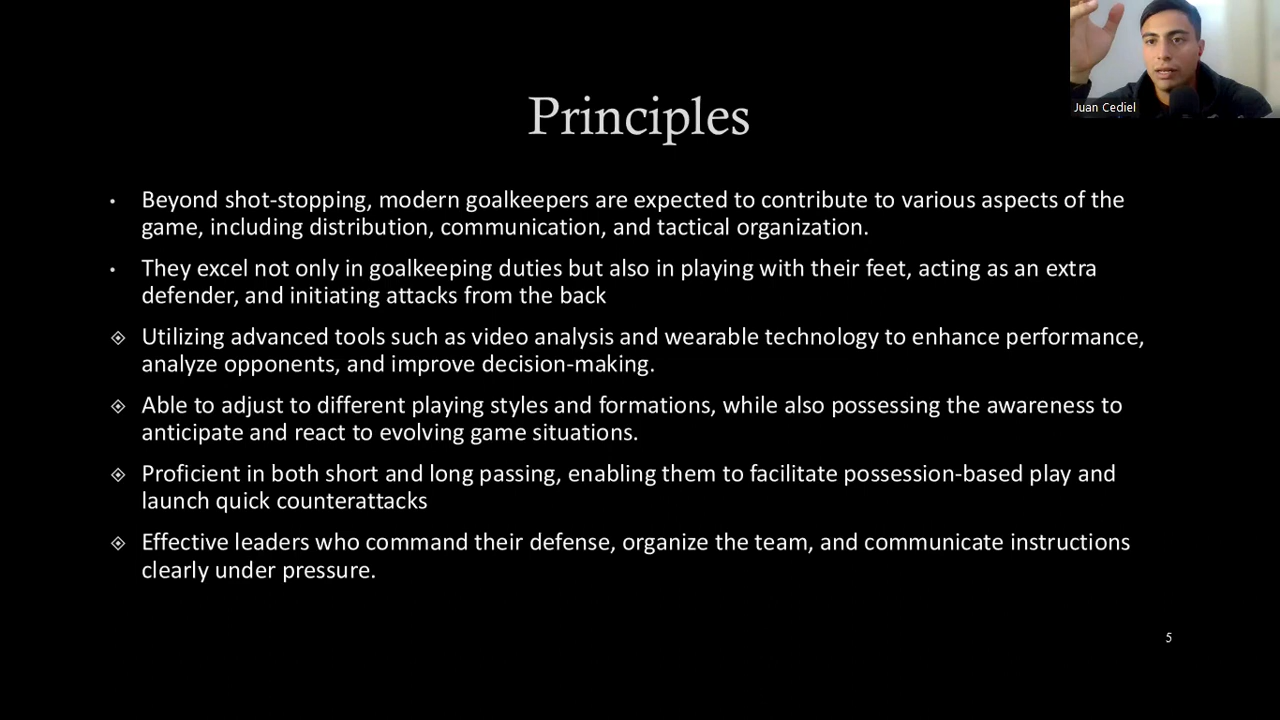 Juan Cediel
Principles
• Beyond shot-stopping, modern goalkeepers are expected to contribute to various aspects of the
game, including distribution, communication, and tactical organization.
• They excel not only in goalkeeping duties but also in playing with their feet, acting as an extra
defender, and initiating attacks from the back
Utilizing advanced tools such as video analysis and wearable technology to enhance performance,
analyze opponents, and improve decision-making.
Able to adjust to different playing styles and formations, while also possessing the awareness to
anticipate and react to evolving game situations.
Proficient in both short and long passing, enabling them to facilitate possession-based play and
launch quick counterattacks
Effective leaders who command their defense, organize the team, and communicate instructions
clearly under pressure.
5